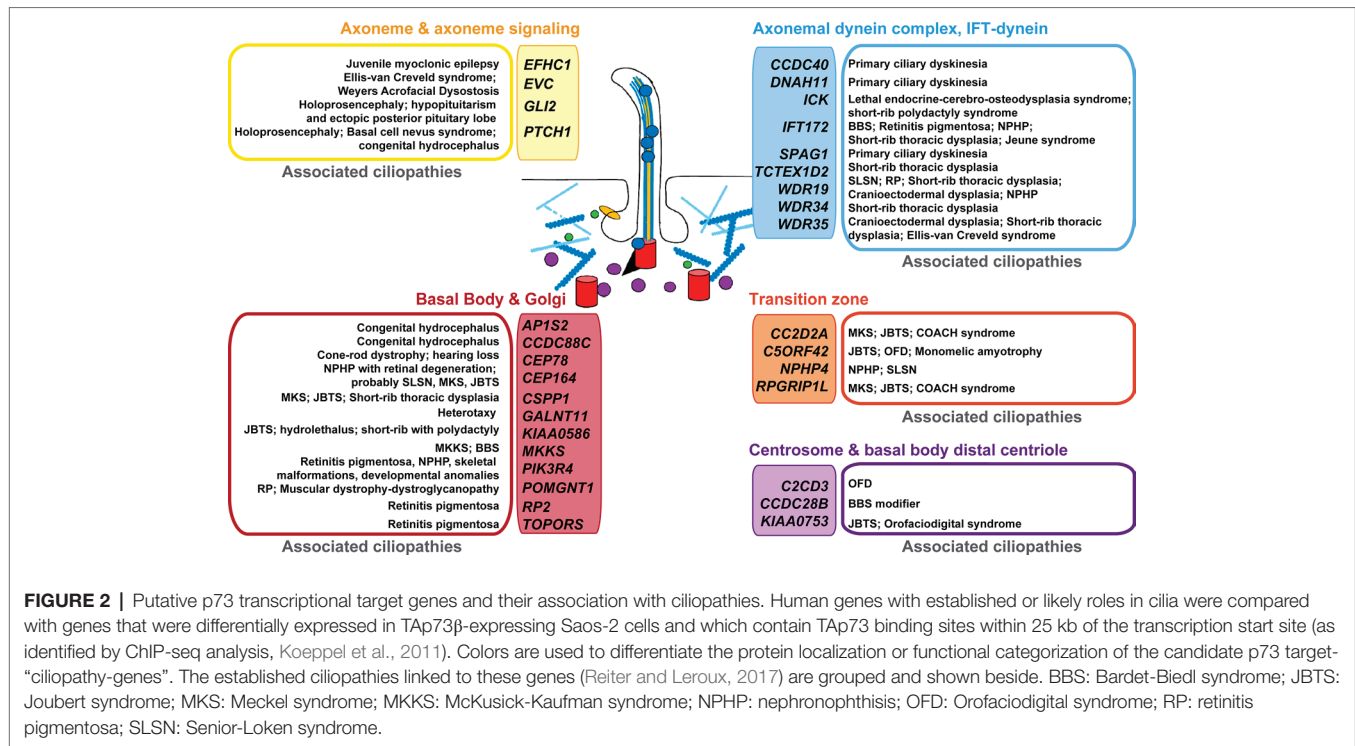 Axoneme & axoneme signaling
Juvenile myoclonic epilepsy
Ellis-van Creveld syndrome;
Weyers Acrofacial Dysostosis
Holoprosencephaly; hypopituitarism
and ectopic posterior pituitary lobe
Holoprosencephaly; Basal cell nevus syndrome;
congenital hydrocephalus
EFHC1
EVC
GLI2
PTCH1
Associated ciliopathies
Axonemal dynein complex, IFT-dynein
CCDC40
DNAH11
ICK
IFT172
SPAG1
TCTEX1D2
WDR19
WDR34
WDR35
Primary ciliary dyskinesia
Primary ciliary dyskinesia
Lethal endocrine-cerebro-osteodysplasia syndrome;
short-rib polydactyly syndrome
BBS; Retinitis pigmentosa; NPHP;
Short-rib thoracic dysplasia; Jeune syndrome
Primary ciliary dyskinesia
Short-rib thoracic dysplasia
SLSN; RP; Short-rib thoracic dysplasia;
Cranioectodermal dysplasia; NPHP
Short-rib thoracic dysplasia
Cranioectodermal dysplasia; Short-rib thoracic
dysplasia; Ellis-van Creveld syndrome
Associated ciliopathies
Basal Body & Golgi
Congenital hydrocephalus
Congenital hydrocephalus
Cone-rod dystrophy; hearing loss
NPHP with retinal degeneration;
probably SLSN, MKS, JBTS
MKS; JBTS; Short-rib thoracic dysplasia
Heterotaxy
JBTS; hydrolethalus; short-rib with polydactyly
MKKS; BBS
Retinitis pigmentosa, NPHP, skeletal
malformations, developmental anomalies
RP; Muscular dystrophy-dystroglycanopathy
Retinitis pigmentosa
Retinitis pigmentosa
AP1S2
CCDC88C
CEP78
CEP164
CSPP1
GALNT11
KIAA0586
MKKS
PIK3R4
POMGNT1
RP2
TOPORS
Associated ciliopathies
Transition zone
CC2D2A
C5ORF42
NPHP4
RPGRIP1L
MKS; JBTS; COACH syndrome
JBTS; OFD; Monomelic amyotrophy
NPHP; SLSN
MKS; JBTS; COACH syndrome
Associated ciliopathies
Centrosome & basal body distal centriole
C2CD3
CCDC28B
KIAA0753
OFD
BBS modifier
JBTS; Orofaciodigital syndrome
Associated ciliopathies
FIGURE 2 | Putative p73 transcriptional target genes and their association with ciliopathies. Human genes with established or likely roles in cilia were compared
with genes that were differentially expressed in TAp73β-expressing Saos-2 cells and which contain TAp73 binding sites within 25 kb of the transcription start site (as
identified by ChIP-seq analysis, Koeppel et al., 2011). Colors are used to differentiate the protein localization or functional categorization of the candidate p73 target-
“ciliopathy-genes”. The established ciliopathies linked to these genes (Reiter and Leroux, 2017) are grouped and shown beside. BBS: Bardet-Biedl syndrome; JBTS:
Joubert syndrome; MKS: Meckel syndrome; MKKS: McKusick-Kaufman syndrome; NPHP: nephronophthisis; OFD: Orofaciodigital syndrome; RP: retinitis
pigmentosa; SLSN: Senior-Loken syndrome.